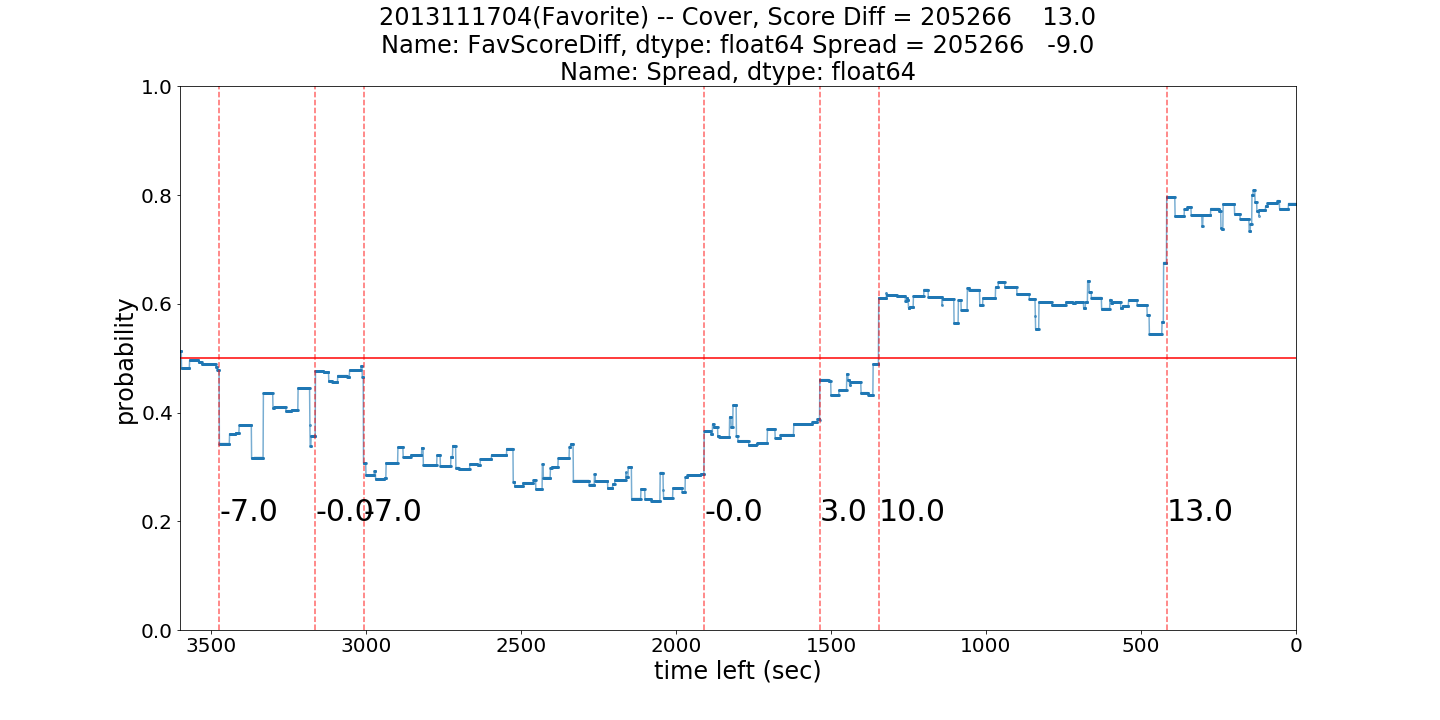 2013111704(Favorite) -- Cover, Score Diff = 205266    13.0
Name: FavScoreDiff, dtype: float64 Spread = 205266   -9.0
Name: Spread, dtype: float64
1.0
0.8
0.6
0.4
0.2
0.0
probability
-7.0 -0.0 -7.0 -0.0 3.0 10.0 13.0
3500 3000 2500 2000 1500 1000 500 0
time left (sec)